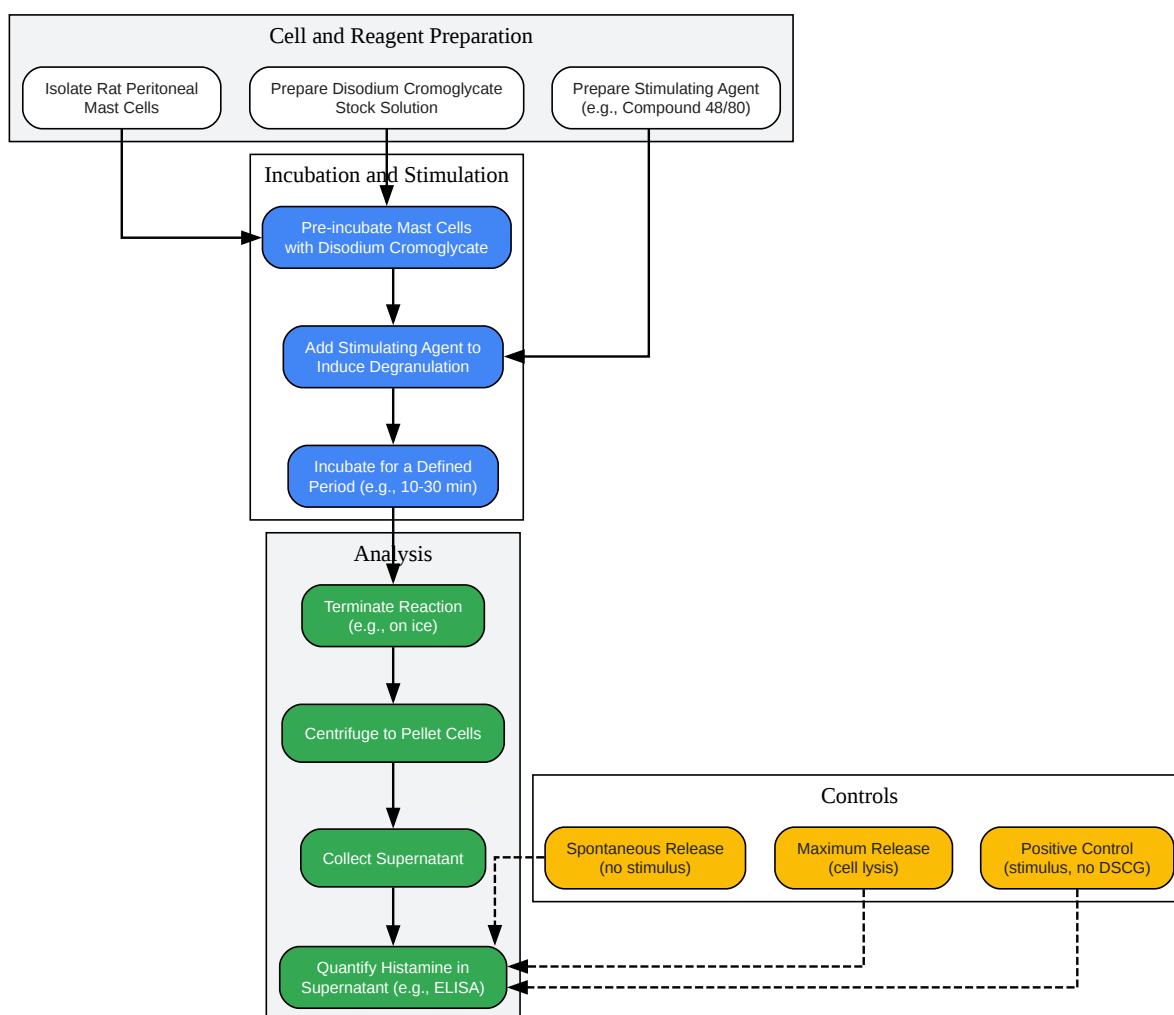 Cell and Reagent Preparation
Isolate Rat Peritoneal
Mast Cells
Prepare Disodium Cromoglycate
Stock Solution
Prepare Stimulating Agent
(e.g., Compound 48/80)
Incubation and Stimulation
Pre-incubate Mast Cells
with Disodium Cromoglycate
Add Stimulating Agent to
Induce Degranulation
Incubate for a Defined
Period (e.g., 10-30 min)
Analysis
Terminate Reaction
(e.g., on ice)
Centrifuge to Pellet Cells
Controls
Collect Supernatant
Spontaneous Release
(no stimulus)
Maximum Release
(cell lysis)
Positive Control
(stimulus, no DSCG)
Quantify Histamine in
Supernatant (e.g., ELISA)